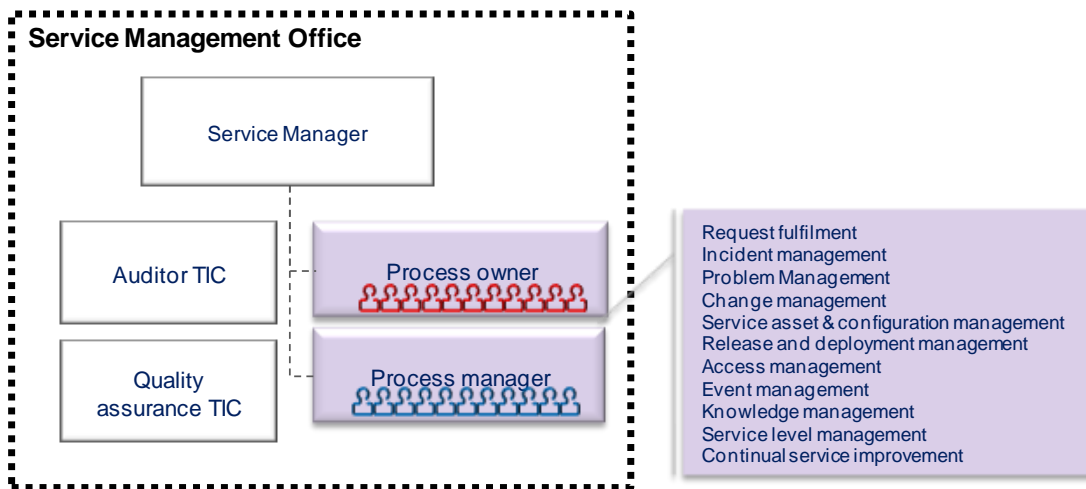 Service Management Office
Service Manager
Auditor TIC
Process owner
Quality
assurance TIC
Process manager
Request fulfilment
Incident management
Problem Management
Change management
Service asset & configuration management
Release and deployment management
Access management
Event management
Knowledge management
Service level management
Continual service improvement